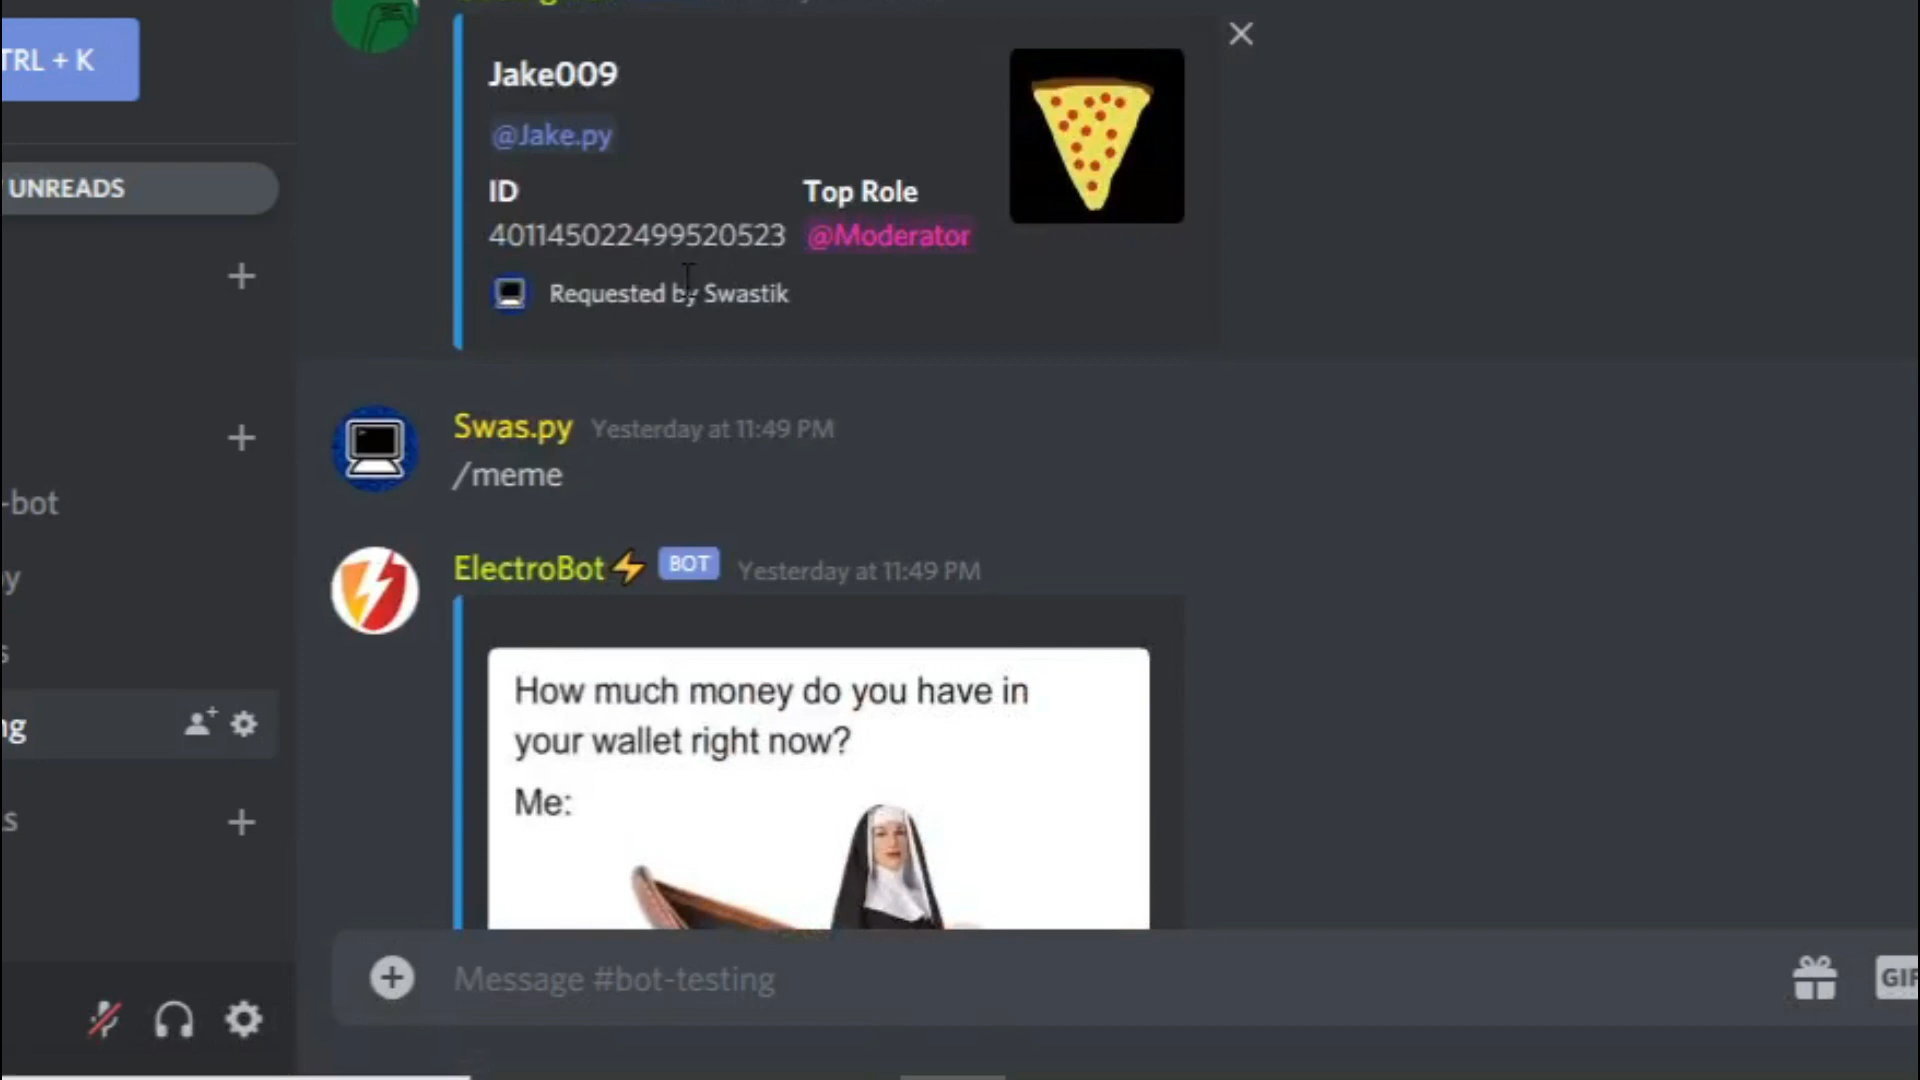 TRL + K
UNREADS
-bot
ng
Jake009
@Jake.py
ID Top Role
401145022499520523 @Moderator
Requested by Swastik
Swas.py Yesterday at 11:49 PM
/meme
ElectroBot⚡ BOT Yesterday at 11:49 PM
How much money do you have in
your wallet right now?
Me:
Message #bot-testing
GIF